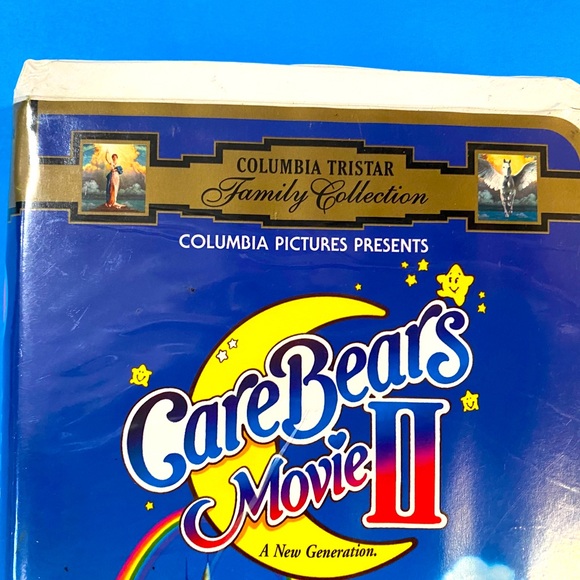 COLUMBIA TRISTAR
Family Collection
COLUMBIA PICTURES PRESENTS
Care Bears
Movie II
A New Generation.